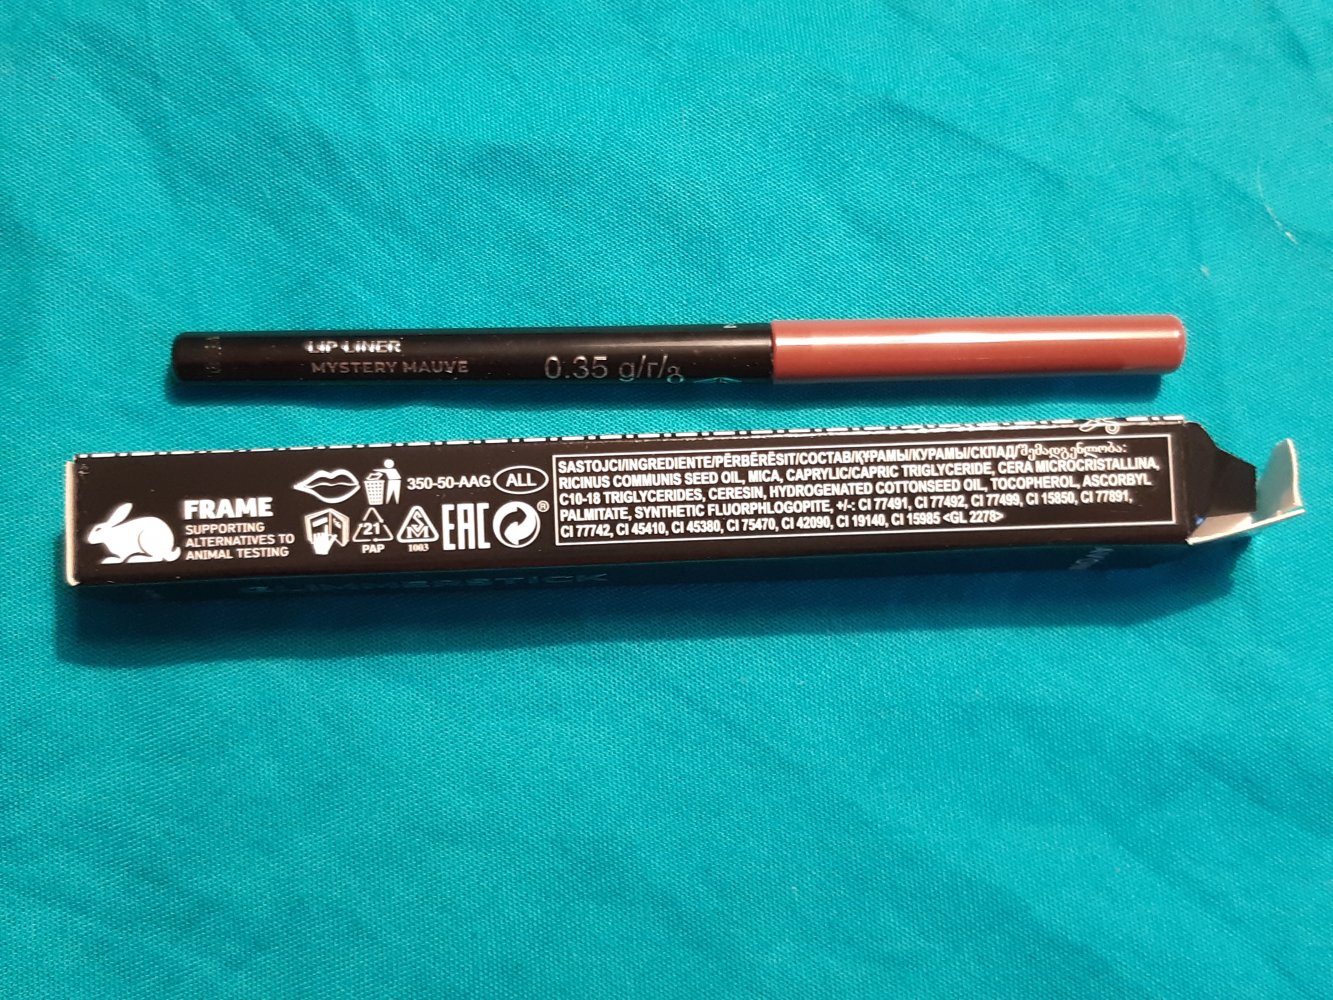 LIP LINER
MYSTERY MAUVE
0.35 g/г/გ
FRAME
SUPPORTING
ALTERNATIVES TO
ANIMAL TESTING
350-50-AAG
ALL
21
PAP
1003
EAC
®
SASTOJCI/INGREDIENTE/PËRBËRËSIT/СОСТАВ/ҚҰРАМЫ/КУРАМЫ/СКЛАД/შემადგენლობა:
RICINUS COMMUNIS SEED OIL, MICA, CAPRYLIC/CAPRIC TRIGLYCERIDE, CERA MICROCRISTALLINA,
C10-18 TRIGLYCERIDES, CERESIN, HYDROGENATED COTTONSEED OIL, TOCOPHEROL, ASCORBYL
PALMITATE, SYNTHETIC FLUORPHLOGOPITE, +/-: CI 77491, CI 77492, CI 77499, CI 15850, CI 77891,
CI 77742, CI 45410, CI 45380, CI 75470, CI 42090, CI 19140, CI 15985 <GL 2278>
GLIMMERSTICK